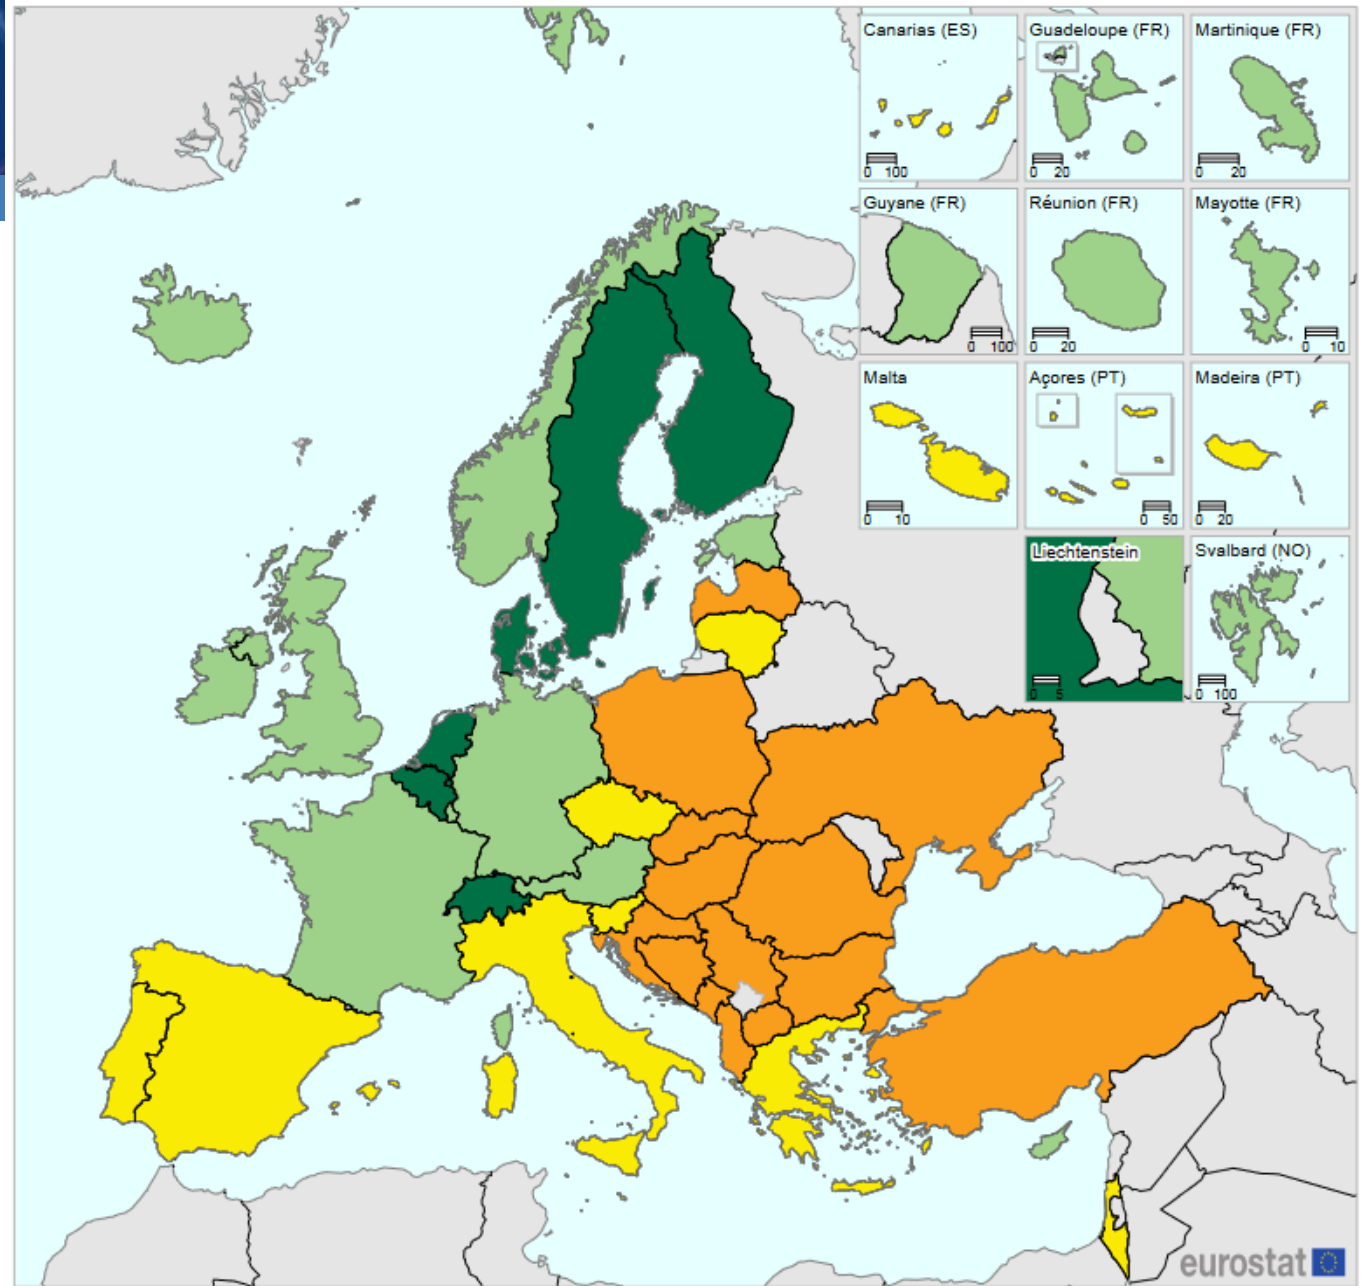 Canarias (ES)
0 100
Guadeloupe (FR)
0 20
Martinique (FR)
0 20
Guyane (FR)
0 100
Réunion (FR)
0 20
Mayotte (FR)
0 10
Malta
0 10
Açores (PT)
0 50
Madeira (PT)
0 20
Liechtenstein
0 5
Svalbard (NO)
0 100
eurostat